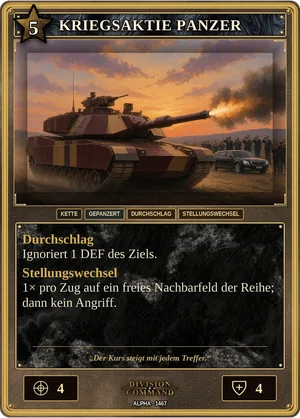 5
KRIEGSAKTIE PANZER
KETTE GEPANZERT DURCHSCHLAG STELLUNGSWECHSEL
Durchschlag
Ignoriert 1 DEF des Ziels.
Stellungswechsel
1× pro Zug auf ein freies Nachbarfeld der Reihe;
dann kein Angriff.
„Der Kurs steigt mit jedem Treffer.“
4
DIVISION
COMMAND
ALPHA · 1467
4